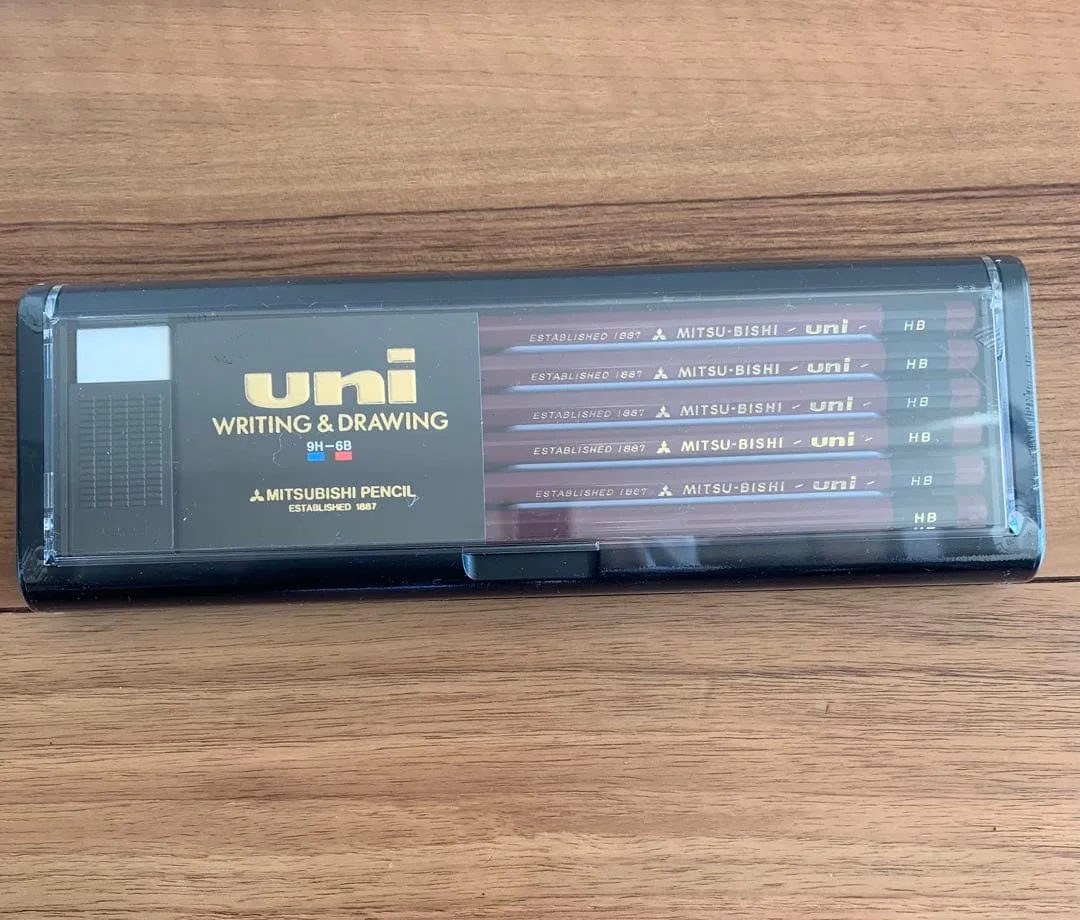 uni
WRITING & DRAWING
9H-6B
MITSUBISHI PENCIL
ESTABLISHED 1887
ESTABLISHED 1887 MITSU-BISHI - uni - HB
ESTABLISHED 1887 MITSU-BISHI - uni - HB
ESTABLISHED 1887 MITSU-BISHI - uni - HB
ESTABLISHED 1887 MITSU-BISHI - uni - HB
ESTABLISHED 1887 MITSU-BISHI - uni - HB
HB